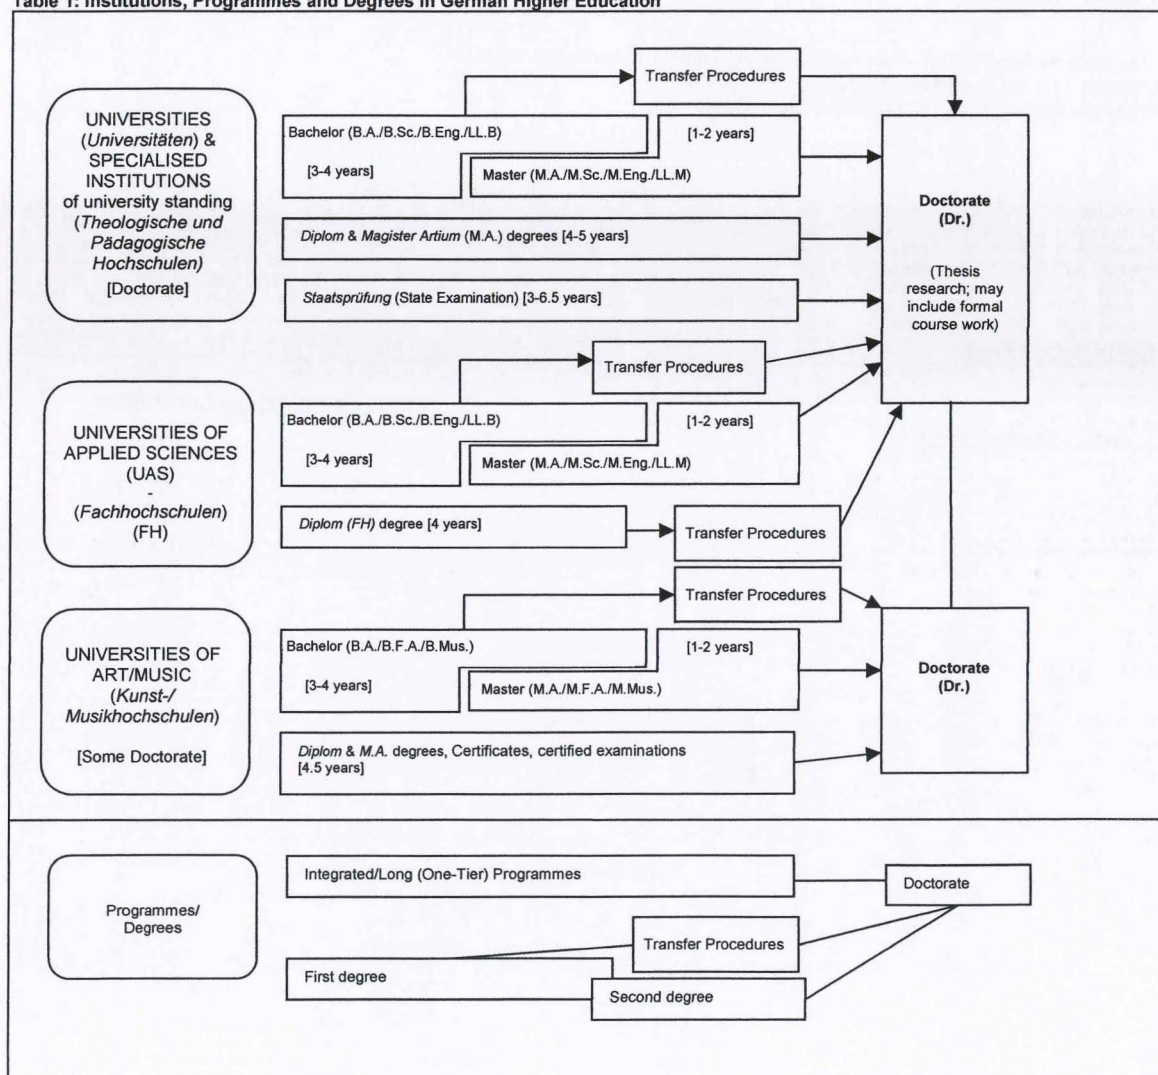 Table 1: Institutions, Programmes and Degrees in German Higher Education
UNIVERSITIES
(Universitäten) &
SPECIALISED
INSTITUTIONS
of university standing
(Theologische und
Pädagogische
Hochschulen)
[Doctorate]
Transfer Procedures
Bachelor (B.A./B.Sc./B.Eng./LL.B)
[3-4 years]
[1-2 years]
Master (M.A./M.Sc./M.Eng./LL.M)
Diplom & Magister Artium (M.A.) degrees [4-5 years]
Staatsprüfung (State Examination) [3-6.5 years]
Doctorate
(Dr.)
(Thesis
research; may
include formal
course work)
UNIVERSITIES OF
APPLIED SCIENCES
(UAS)
-
(Fachhochschulen)
(FH)
Transfer Procedures
Bachelor (B.A./B.Sc./B.Eng./LL.B)
[3-4 years]
[1-2 years]
Master (M.A./M.Sc./M.Eng./LL.M)
Diplom (FH) degree [4 years]
Transfer Procedures
UNIVERSITIES OF
ART/MUSIC
(Kunst-/
Musikhochschulen)
[Some Doctorate]
Transfer Procedures
Bachelor (B.A./B.F.A./B.Mus.)
[3-4 years]
[1-2 years]
Master (M.A./M.F.A./M.Mus.)
Diplom & M.A. degrees, Certificates, certified examinations
[4.5 years]
Doctorate
(Dr.)
Programmes/
Degrees
Integrated/Long (One-Tier) Programmes
Doctorate
Transfer Procedures
First degree
Second degree